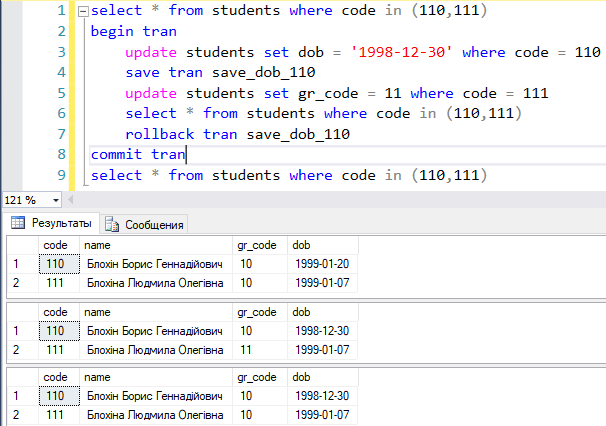 1 select * from students where code in (110,111)
2 begin tran
3 update students set dob = '1998-12-30' where code = 110
4 save tran save_dob_110
5 update students set gr_code = 11 where code = 111
6 select * from students where code in (110,111)
7 rollback tran save_dob_110
8 commit tran
9 select * from students where code in (110,111)
121 %
Результаты Сообщения
code name gr_code dob
1 110 Блохін Борис Геннадійович 10 1999-01-20
2 111 Блохіна Людмила Олегівна 10 1999-01-07
code name gr_code dob
1 110 Блохін Борис Геннадійович 10 1998-12-30
2 111 Блохіна Людмила Олегівна 11 1999-01-07
code name gr_code dob
1 110 Блохін Борис Геннадійович 10 1998-12-30
2 111 Блохіна Людмила Олегівна 10 1999-01-07